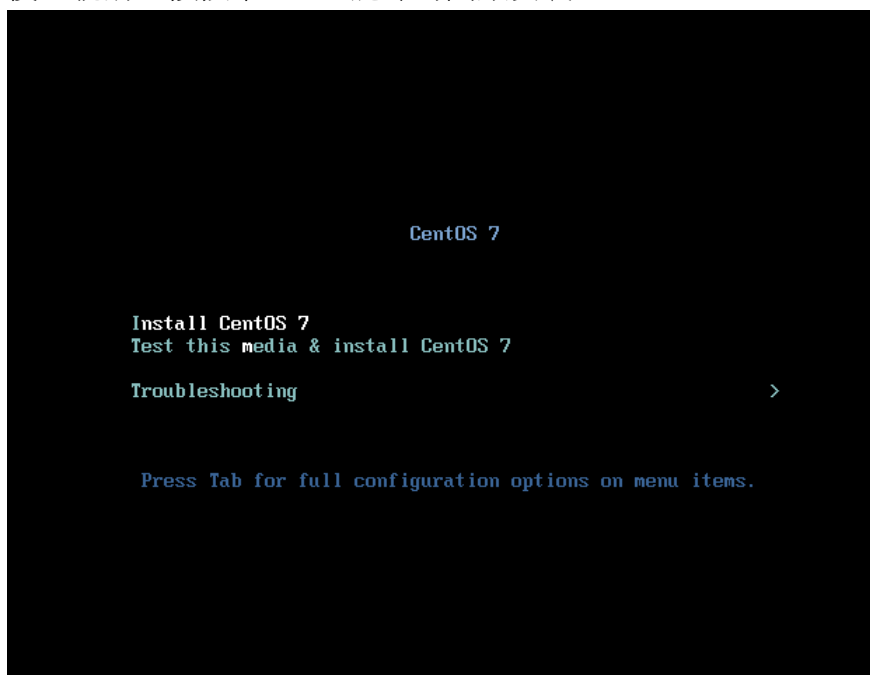 CentOS 7
Install CentOS 7
Test this media & install CentOS 7
Troubleshooting >
Press Tab for full configuration options on menu items.